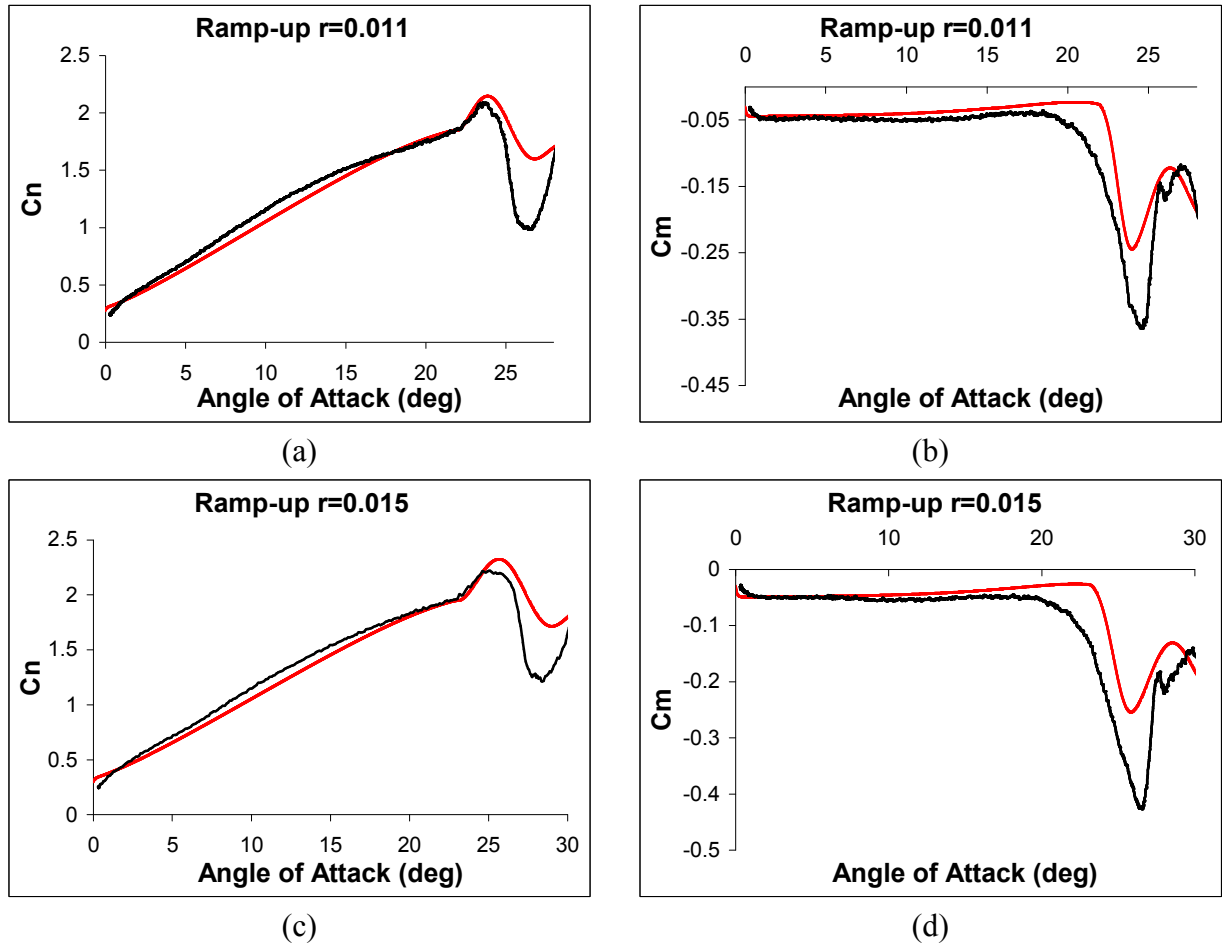 Ramp-up r=0.011
2.5
2
1.5
1
0.5
0
Cn
0 5 10 15 20 25
Angle of Attack (deg)
(a)
Ramp-up r=0.011
0 5 10 15 20 25
-0.05
-0.15
-0.25
-0.35
-0.45
Cm
Angle of Attack (deg)
(b)
Ramp-up r=0.015
2.5
2
1.5
1
0.5
0
Cn
0 5 10 15 20 25 30
Angle of Attack (deg)
(c)
Ramp-up r=0.015
0 10 20 30
0
-0.1
-0.2
-0.3
-0.4
-0.5
Cm
Angle of Attack (deg)
(d)